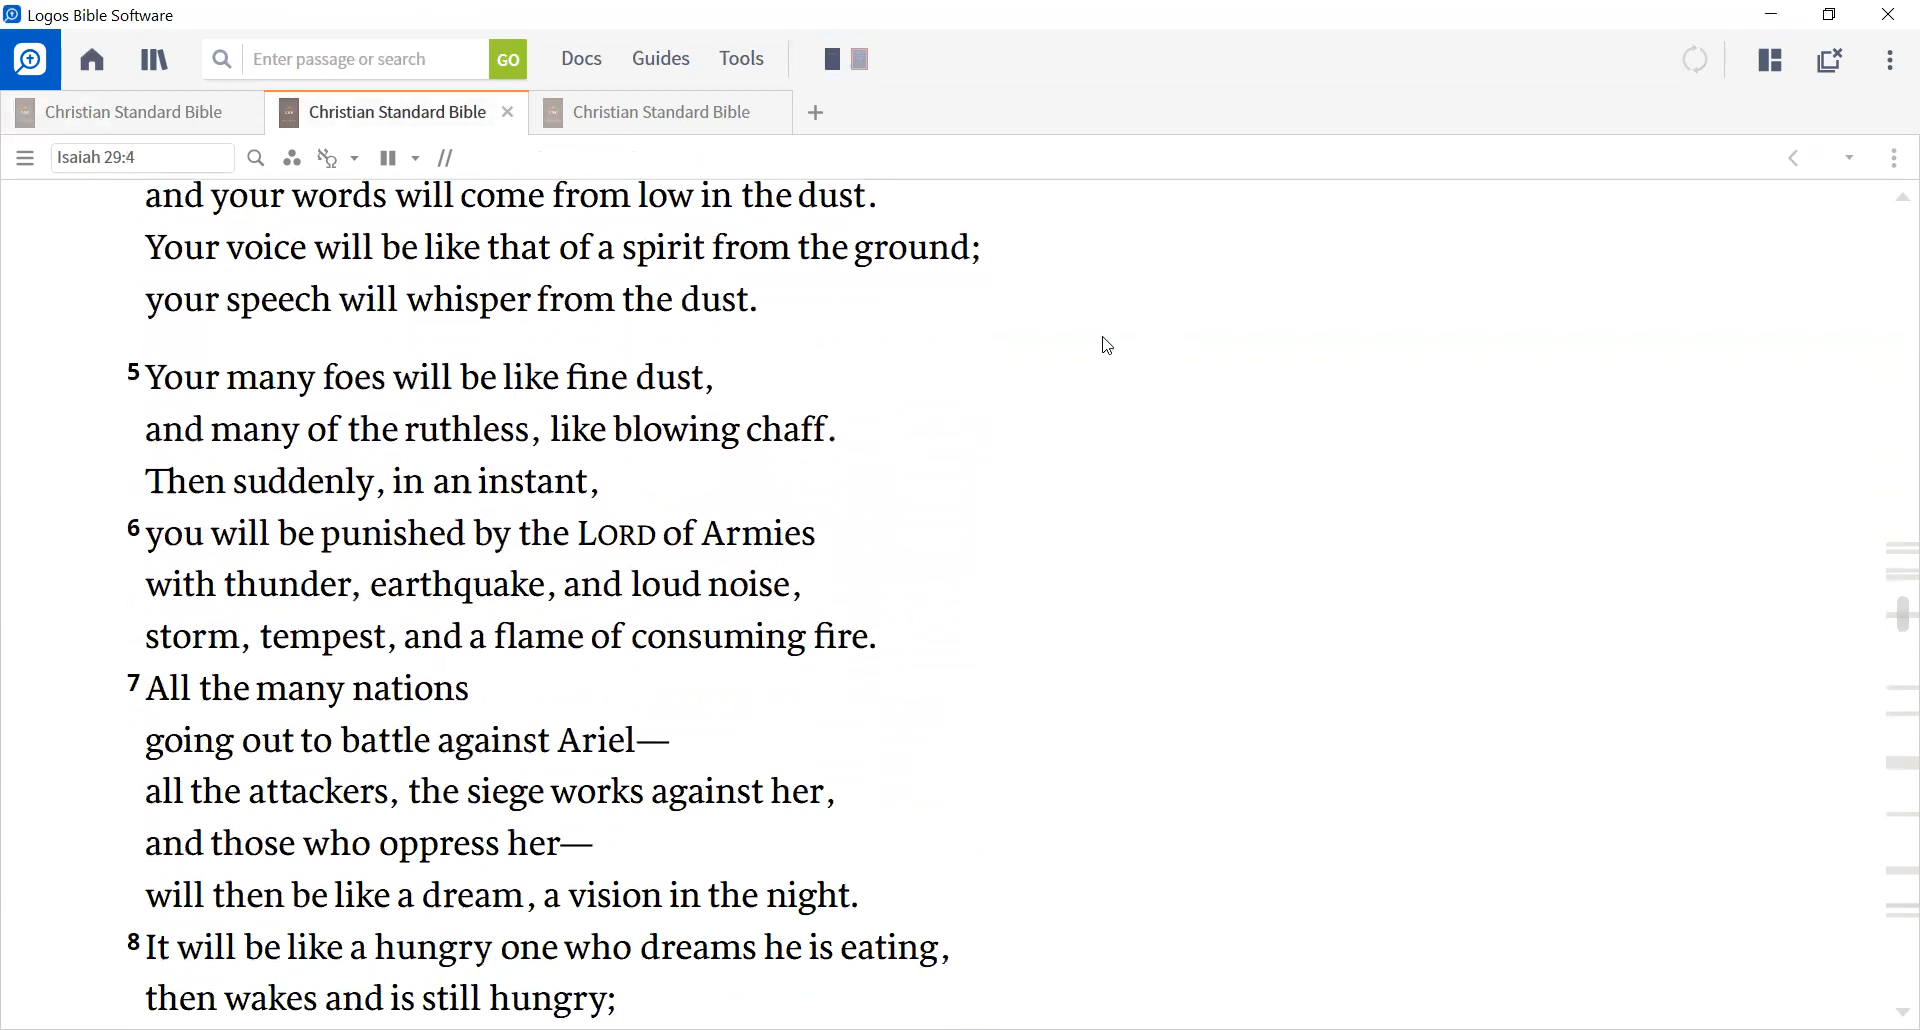 Logos Bible Software
Enter passage or search
GO
Docs
Guides
Tools
Christian Standard Bible
Christian Standard Bible
Christian Standard Bible
Isaiah 29:4
and your words will come from low in the dust.
Your voice will be like that of a spirit from the ground;
your speech will whisper from the dust.
5 Your many foes will be like fine dust,
and many of the ruthless, like blowing chaff.
Then suddenly, in an instant,
6 you will be punished by the LORD of Armies
with thunder, earthquake, and loud noise,
storm, tempest, and a flame of consuming fire.
7 All the many nations
going out to battle against Ariel—
all the attackers, the siege works against her,
and those who oppress her—
will then be like a dream, a vision in the night.
8 It will be like a hungry one who dreams he is eating,
then wakes and is still hungry;